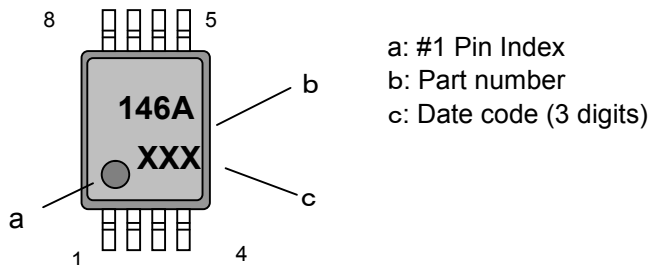 8 5
a: #1 Pin Index
b
b: Part number
146A
c: Date code (3 digits)
XXX
c
a
1 4